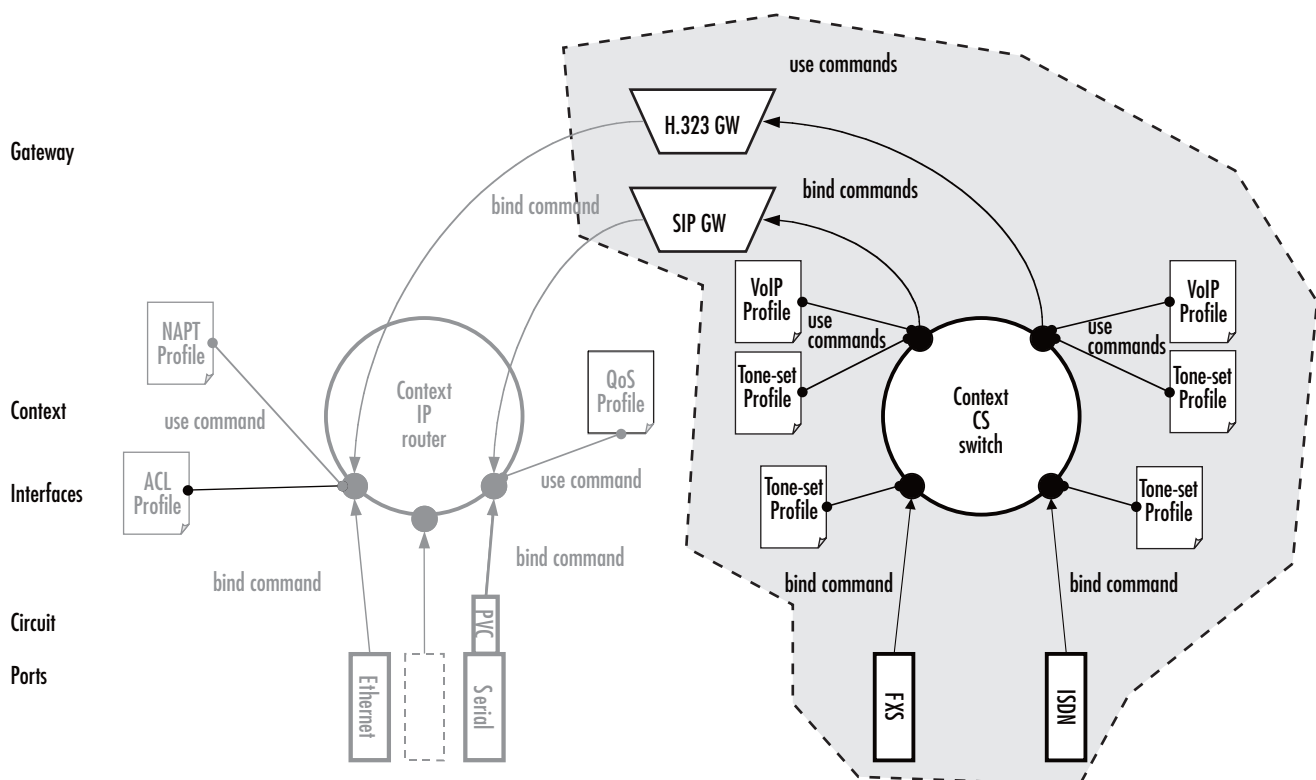 use commands
H.323 GW
Gateway
bind commands
bind command
SIP GW
VoIP
Profile
VoIP
Profile
use
commands
use
commands
NAPT
Profile
Tone-set
Profile
Tone-set
Profile
QoS
Profile
Context
IP
router
Context
CS
switch
Context
use command
ACL
Profile
use command
Interfaces
Tone-set
Profile
Tone-set
Profile
bind command
bind command
bind command
bind command
Circuit
PVC
Ports
Ethernet
Serial
FXS
ISDN